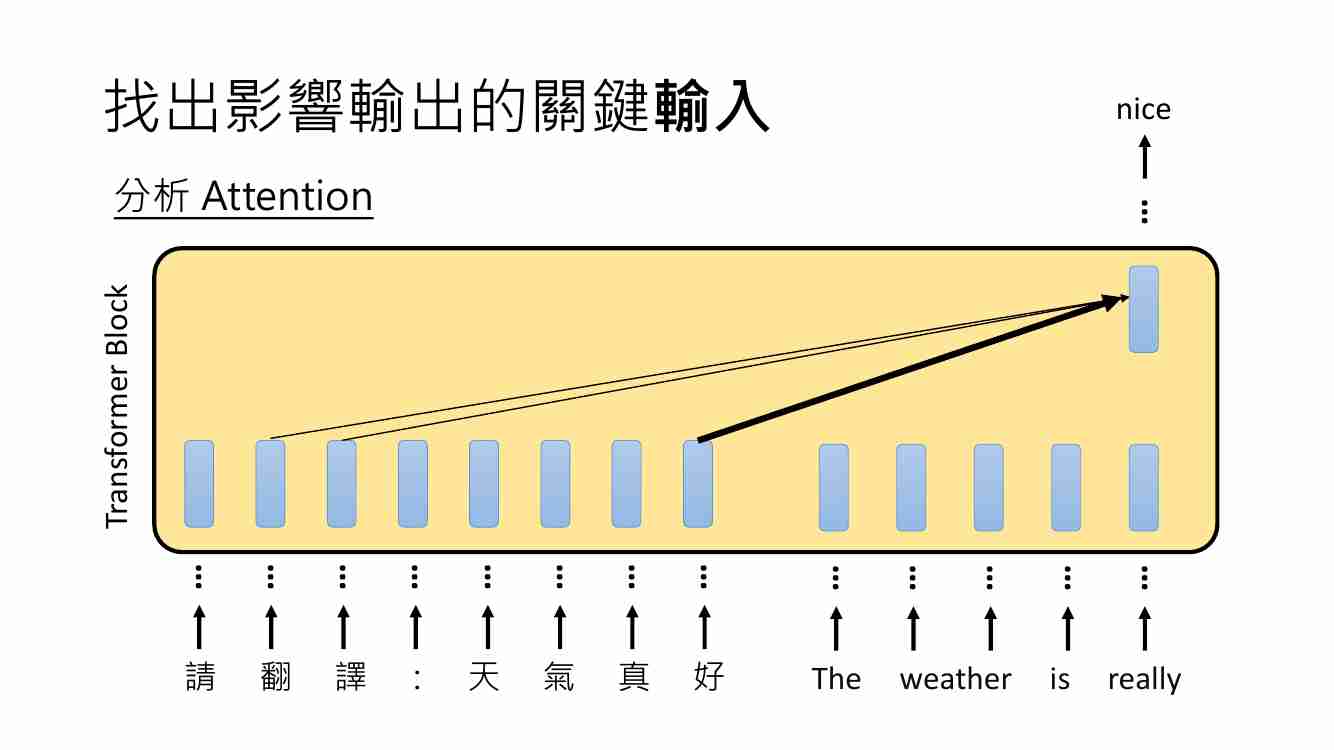 找出影響輸出的關鍵輸入
nice
分析 Attention
Transformer Block
請 翻 譯 : 天 氣 真 好 The weather is really